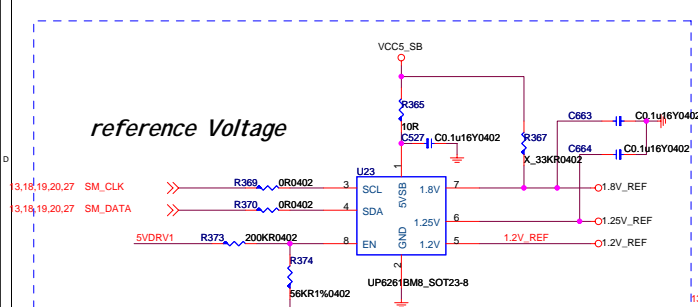 VCC5_SB
R365
10R
reference Voltage
C527
C0.1u16Y0402
R367
X_33KR0402
C663
C0.1u16Y0402
C664
C0.1u16Y0402
D
U23
1
13,18,19,20,27 SM_CLK
R369
0R0402
3
SCL
5VSB
1.8V
7
1.8V_REF
13,18,19,20,27 SM_DATA
R370
0R0402
4
SDA
1.25V
6
1.25V_REF
5VDRV1
R373
200KR0402
8
EN
GND
1.2V
5
1.2V_REF
1.2V_REF
R374
2
56KR1%0402
UP6261BM8_SOT23-8